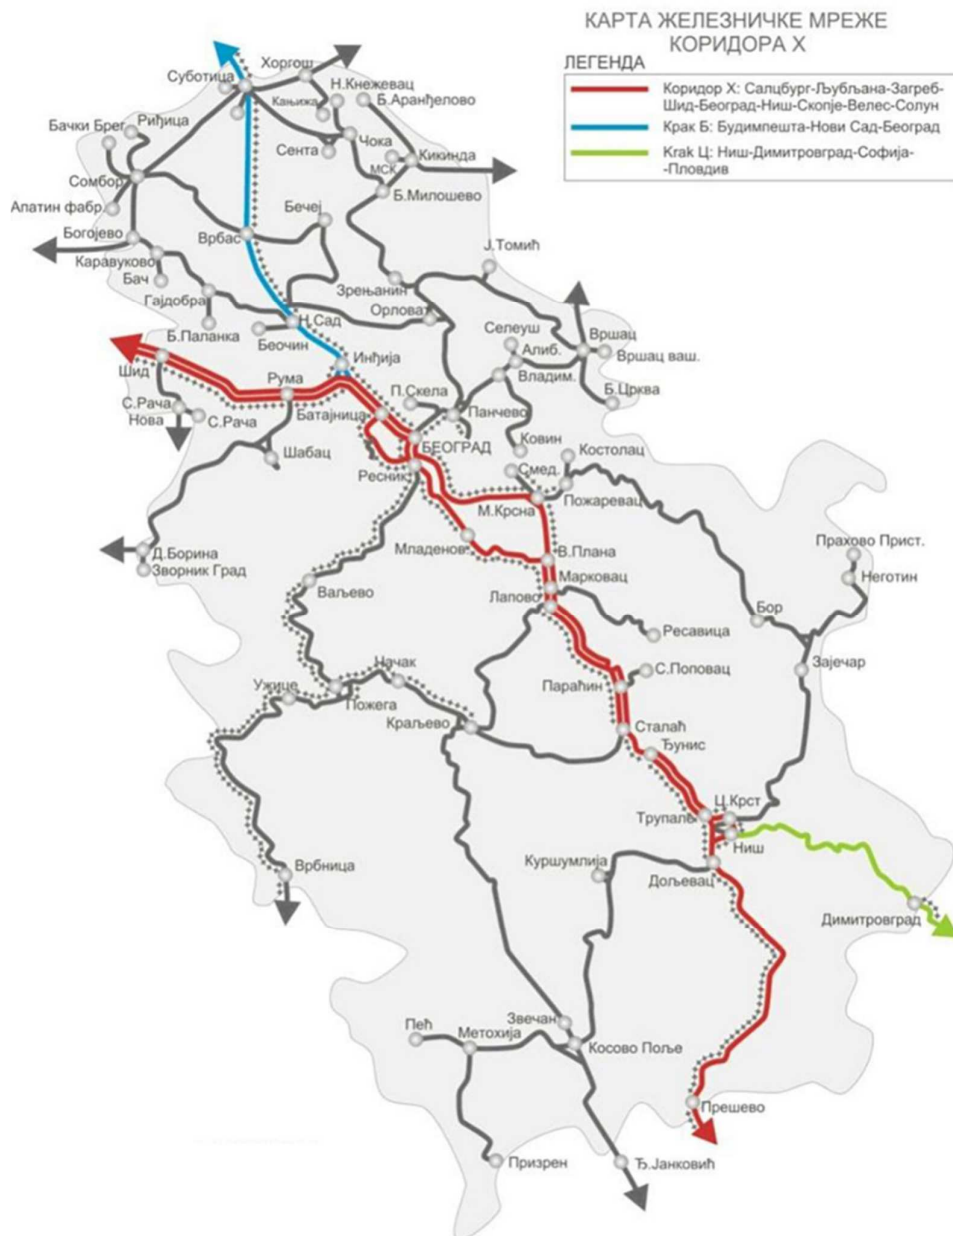 КАРТА ЖЕЛЕЗНИЧКЕ МРЕЖЕ
КОРИДОРА X
ЛЕГЕНДА
Коридор X: Салцбург-Љубљана-Загреб-
Шид-Београд-Ниш-Скопје-Велес-Солун
Крак Б: Будимпешта-Нови Сад-Београд
Krak Ц: Ниш-Димитровград-Софија-
-Пловдив
Хоргош
Суботица
Н.Кнежевац
Кањижа
Б.Аранђелово
Бачки Брег
Риђица
Чока
Сента
Кикинда
МСК
Сомбор
Б.Милошево
Апатин фабр.
Бечеј
Богојево
Врбас
Ј.Томић
Каравуково
Бач
Зрењанин
Гајдобра
Орловат
Н.Сад
Селеуш
Вршац
Б.Паланка
Беочин
Алиб.
Вршац ваш.
Инђија
Владим.
Шид
Рума
П.Скела
Б.Црква
С.Рача
Нова
С.Рача
Батајница
Панчево
БЕОГРАД
Ковин
Костолац
Шабац
Ресник
Смед.
М.Крсна
Пожаревац
Д.Борина
Младеновац
В.Плана
Прахово Прист.
Зворник Град
Марковац
Неготин
Ваљево
Лапово
Бор
Ресавица
Зајечар
С.Поповац
Чачак
Параћин
Ужице
Пожега
Краљево
Сталаћ
Ђунис
Ц.Крст
Трупале
Ниш
Врбница
Куршумлија
Дољевац
Димитровград
Звечан
Пећ
Метохија
Косово Поље
Прешево
Призрен
Ђ.Јанковић